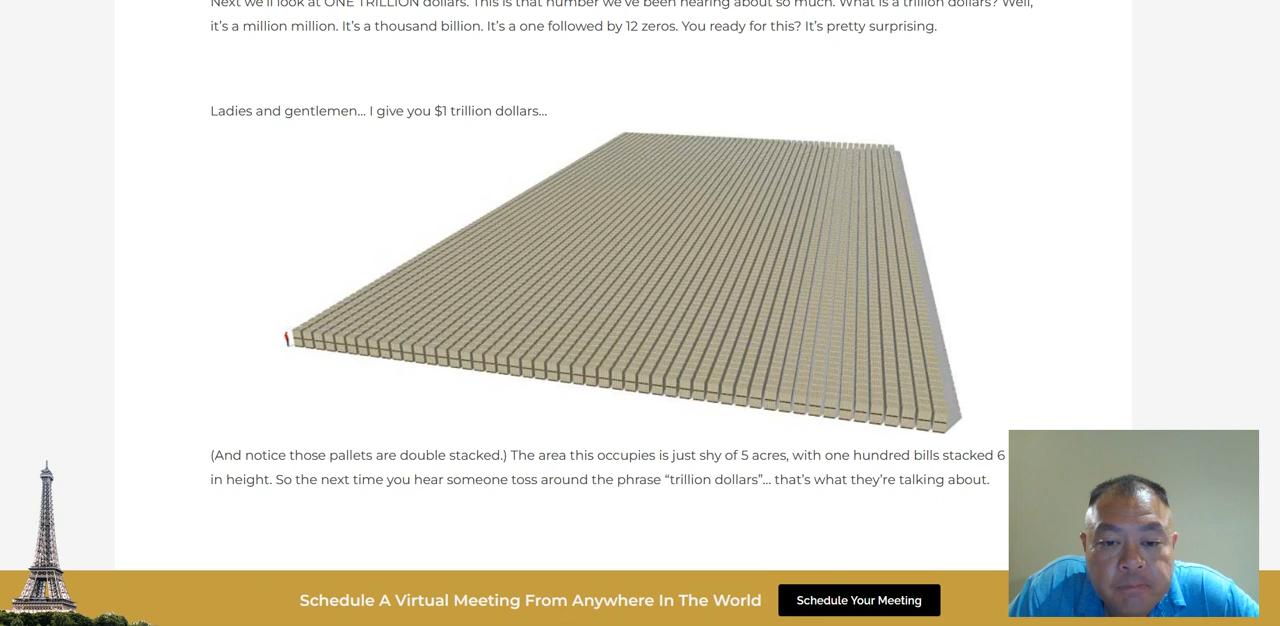 Next we'll look at ONE TRILLION dollars. This is that number we've been hearing about so much. What is a trillion dollars? Well,
it's a million million. It's a thousand billion. It's a one followed by 12 zeros. You ready for this? It's pretty surprising.
Ladies and gentlemen... I give you $1 trillion dollars...
(And notice those pallets are double stacked.) The area this occupies is just shy of 5 acres, with one hundred bills stacked 6
in height. So the next time you hear someone toss around the phrase “trillion dollars”... that's what they're talking about.
Schedule A Virtual Meeting From Anywhere In The World
Schedule Your Meeting